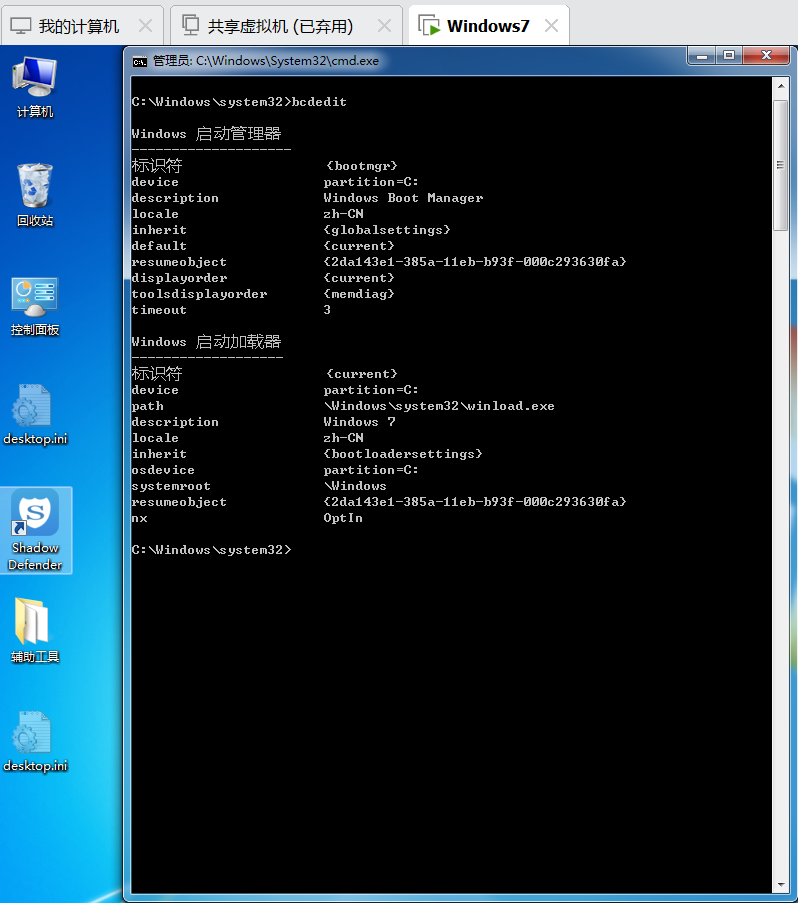 我的计算机
共享虚拟机 (已弃用)
Windows7
计算机
回收站
控制面板
desktop.ini
Shadow
Defender
辅助工具
desktop.ini
管理员: C:\Windows\System32\cmd.exe
C:\Windows\system32>bcdedit
Windows 启动管理器
--------------------
标识符 {bootmgr}
device partition=C:
description Windows Boot Manager
locale zh-CN
inherit {globalsettings}
default {current}
resumeobject {2da143e1-385a-11eb-b93f-000c293630fa}
displayorder {current}
toolsdisplayorder {memdiag}
timeout 3
Windows 启动加载器
-------------------
标识符 {current}
device partition=C:
path \Windows\system32\winload.exe
description Windows 7
locale zh-CN
inherit {bootloadersettings}
osdevice partition=C:
systemroot \Windows
resumeobject {2da143e1-385a-11eb-b93f-000c293630fa}
nx OptIn
C:\Windows\system32>